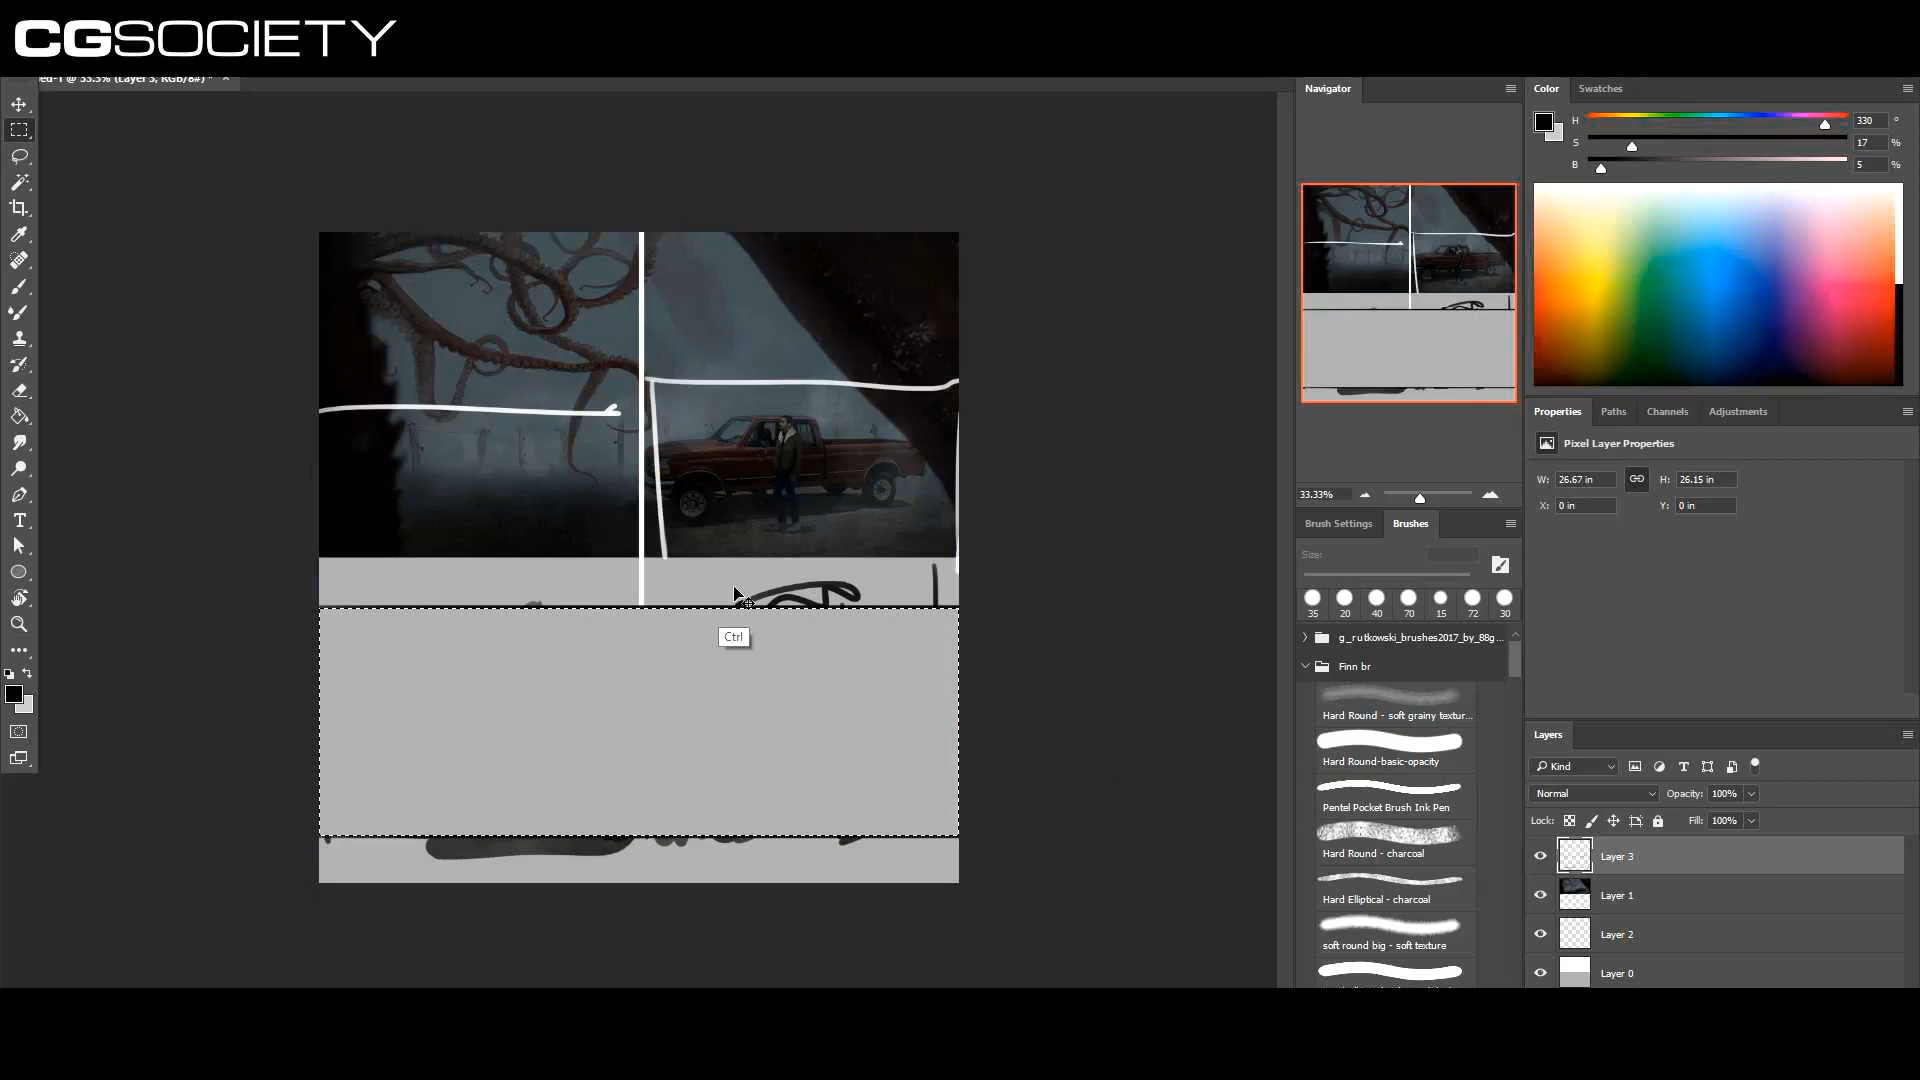 CGSOCIETY
ed-1 @ 33.3% (Layer 3, RGB/8#) *
Navigator
Color
Swatches
H
330
°
S
17
%
B
5
%
Properties
Paths
Channels
Adjustments
Pixel Layer Properties
W:
26.67 in
H:
26.15 in
X:
0 in
Y:
0 in
33.33%
Brush Settings
Brushes
Size:
35
20
40
70
15
72
30
g_rutkowski_brushes2017_by_88g...
Finn br
Ctrl
Hard Round - soft grainy textur...
Hard Round-basic-opacity
Pentel Pocket Brush Ink Pen
Hard Round - charcoal
Hard Elliptical - charcoal
soft round big - soft texture
Layers
Kind
Normal
Opacity:
100%
Lock:
Fill:
100%
Layer 3
Layer 1
Layer 2
Layer 0